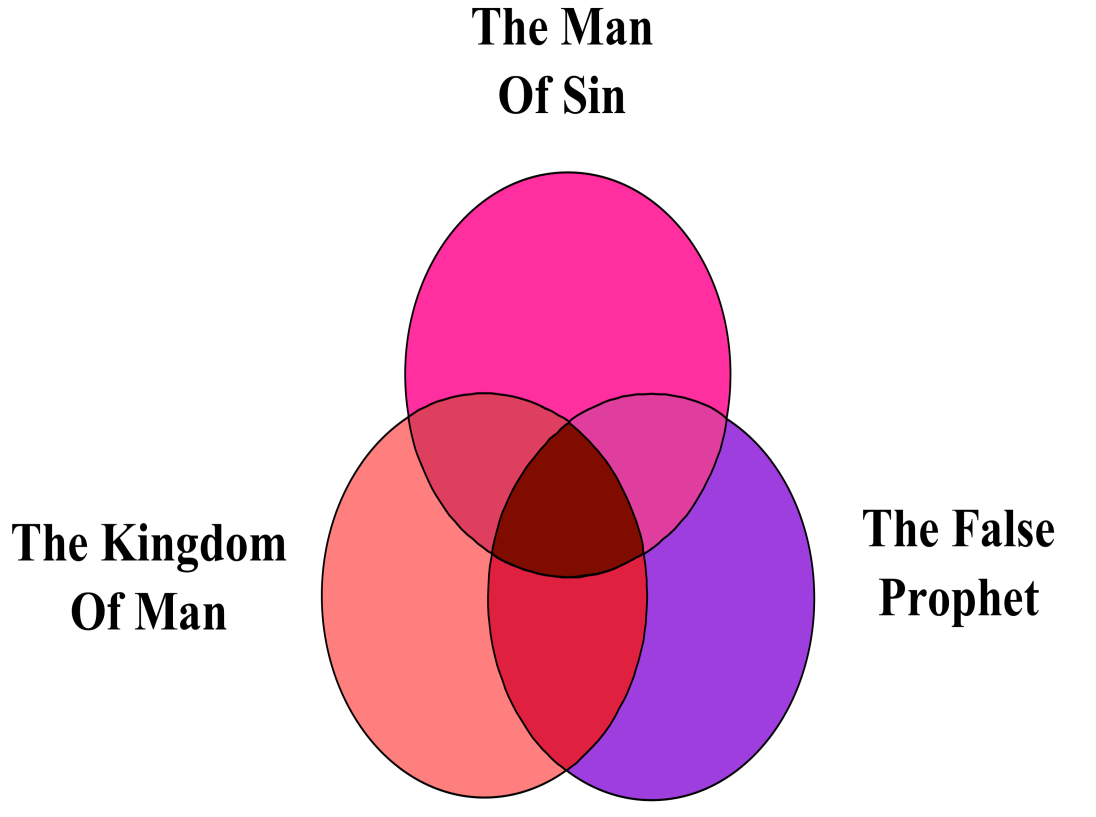 The Man
Of Sin
The Kingdom
Of Man
The False
Prophet